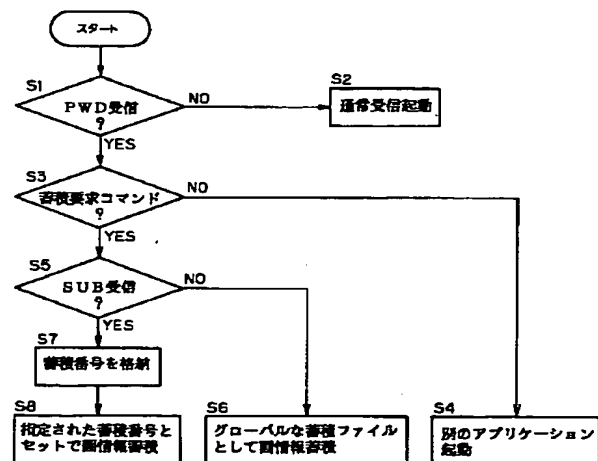 スタート
S1
PWD受信
?
NO
YES
S2
通常受信起動
S3
蓄積要求コマンド
?
NO
YES
S5
SUB受信
?
NO
YES
S7
蓄積番号を格納
S8
指定された蓄積番号と
セットで画情報蓄積
S6
グローバルな蓄積ファイル
として画情報蓄積
S4
別のアプリケーション
起動